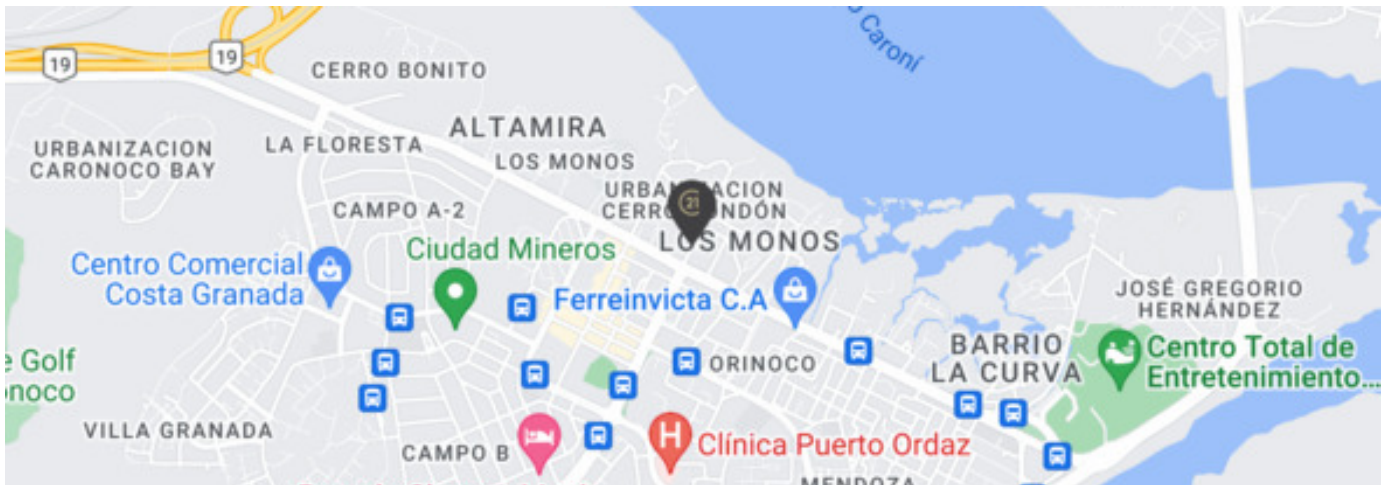 Caroní
19
19
CERRO BONITO
ALTAMIRA
LA FLORESTA
URBANIZACION
CARONOCO BAY
LOS MONOS
URBANIZACION
CERRO
21
LOS MONOS
CAMPO A-2
Ciudad Mineros
Centro Comercial
Costa Granada
Ferreinvicta C.A
JOSÉ GREGORIO
HERNÁNDEZ
BARRIO
LA CURVA
Centro Total de
Entretenimiento...
ORINOCO
Golf
VILLA GRANADA
CAMPO B
Clínica Puerto Ordaz
MENDOZA